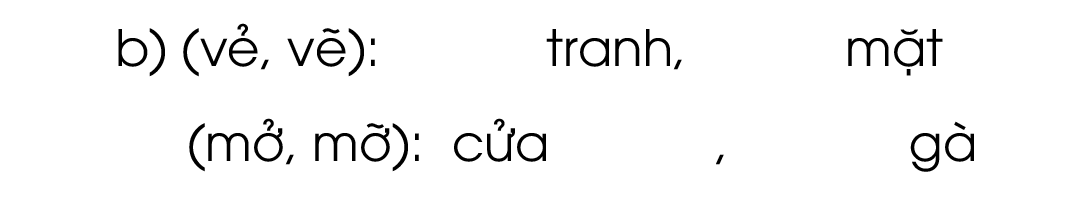 b) (vẻ, vẽ): tranh, mặt
(mở, mỡ): cửa , gà